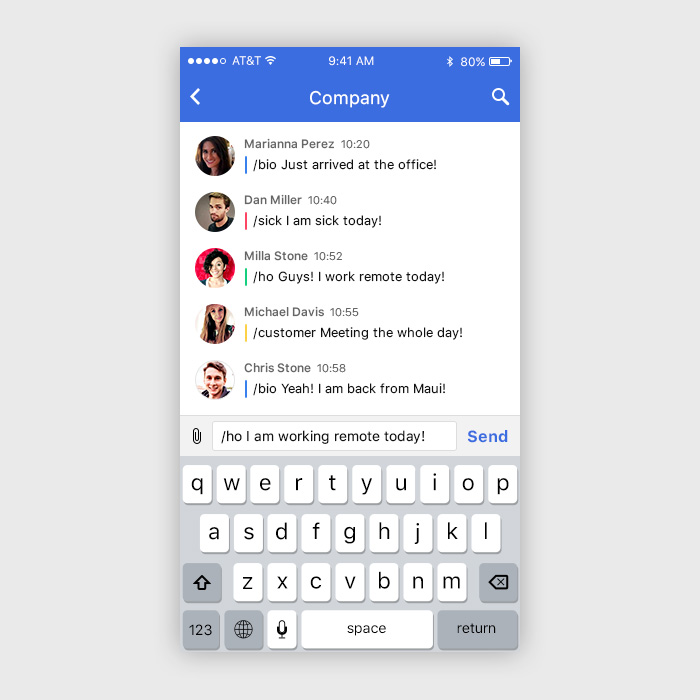 AT&T 9:41 AM 80%
Company
Marianna Perez 10:20
/bio Just arrived at the office!
Dan Miller 10:40
/sick I am sick today!
Milla Stone 10:52
/ho Guys! I work remote today!
Michael Davis 10:55
/customer Meeting the whole day!
Chris Stone 10:58
/bio Yeah! I am back from Maui!
/ho I am working remote today! Send
q w e r t y u i o p
a s d f g h j k l
z x c v b n m
123 space return